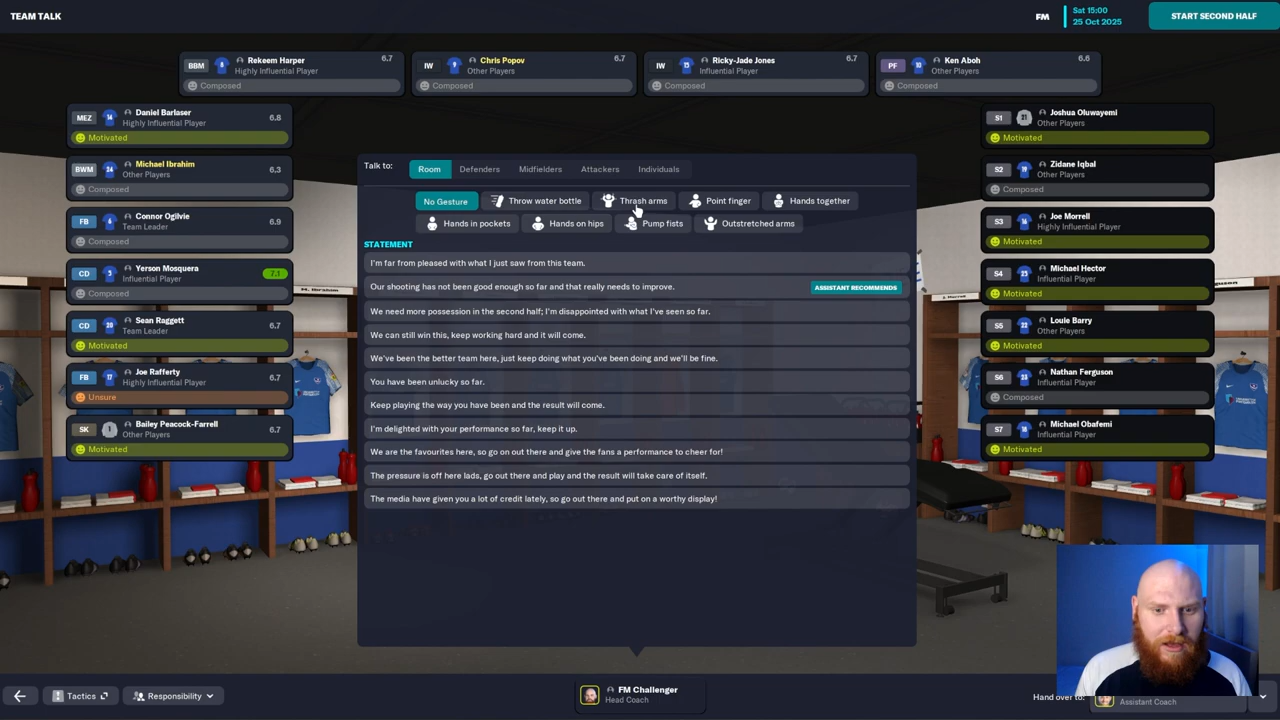 TEAM TALK
FM
Sat 15:00
25 Oct 2025
START SECOND HALF
BBM
8
Rekeem Harper
6.7
Highly Influential Player
Composed
IW
9
Chris Popov
6.7
Other Players
Composed
IW
15
Ricky-Jade Jones
6.7
Influential Player
Composed
PF
10
Ken Aboh
6.6
Other Players
Composed
MEZ
14
Daniel Barlaser
6.8
Highly Influential Player
Motivated
BWM
26
Michael Ibrahim
6.3
Other Players
Composed
FB
6
Connor Ogilvie
6.9
Team Leader
Composed
CD
5
Yerson Mosquera
7.1
Influential Player
Composed
CD
20
Sean Raggett
6.7
Team Leader
Motivated
FB
17
Joe Rafferty
6.7
Highly Influential Player
Unsure
SK
1
Bailey Peacock-Farrell
6.7
Other Players
Motivated
Talk to:
Room
Defenders
Midfielders
Attackers
Individuals
No Gesture
Throw water bottle
Thrash arms
Point finger
Hands together
Hands in pockets
Hands on hips
Pump fists
Outstretched arms
STATEMENT
I'm far from pleased with what I just saw from this team.
Our shooting has not been good enough so far and that really needs to improve.
ASSISTANT RECOMMENDS
We need more possession in the second half; I'm disappointed with what I've seen so far.
We can still win this, keep working hard and it will come.
We've been the better team here, just keep doing what you've been doing and we'll be fine.
You have been unlucky so far.
Keep playing the way you have been and the result will come.
I'm delighted with your performance so far, keep it up.
We are the favourites here, so go on out there and give the fans a performance to cheer for!
The pressure is off here lads, go out there and play and the result will take care of itself.
The media have given you a lot of credit lately, so go out there and put on a worthy display!
S1
Joshua Oluwayemi
Other Players
Motivated
S2
Zidane Iqbal
Other Players
Composed
S3
Joe Morrell
Highly Influential Player
Motivated
S4
Michael Hector
Influential Player
Motivated
S5
Louie Barry
Other Players
Motivated
S6
Nathan Ferguson
Influential Player
Composed
S7
Michael Obafemi
Influential Player
Motivated
M. Ibrahim
Tactics
Responsibility
FM Challenger
Head Coach
Hand over to:
Assistant Coach